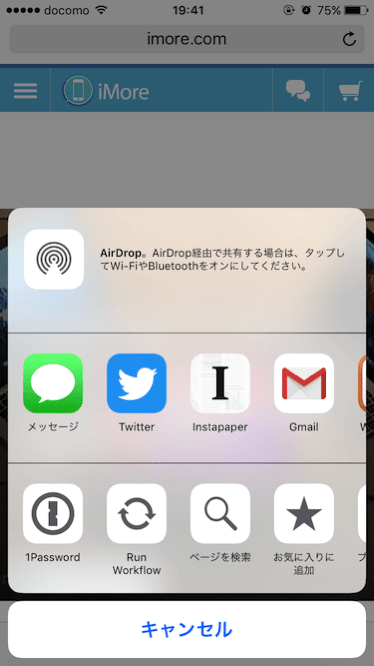 docomo 19:41 75%
imore.com
iMore
AirDrop。AirDrop経由で共有する場合は、タップし
てWi-FiやBluetoothをオンにしてください。
メッセージ Twitter Instapaper Gmail
1Password Run ページを検索 お気に入りに
Workflow 追加
キャンセル